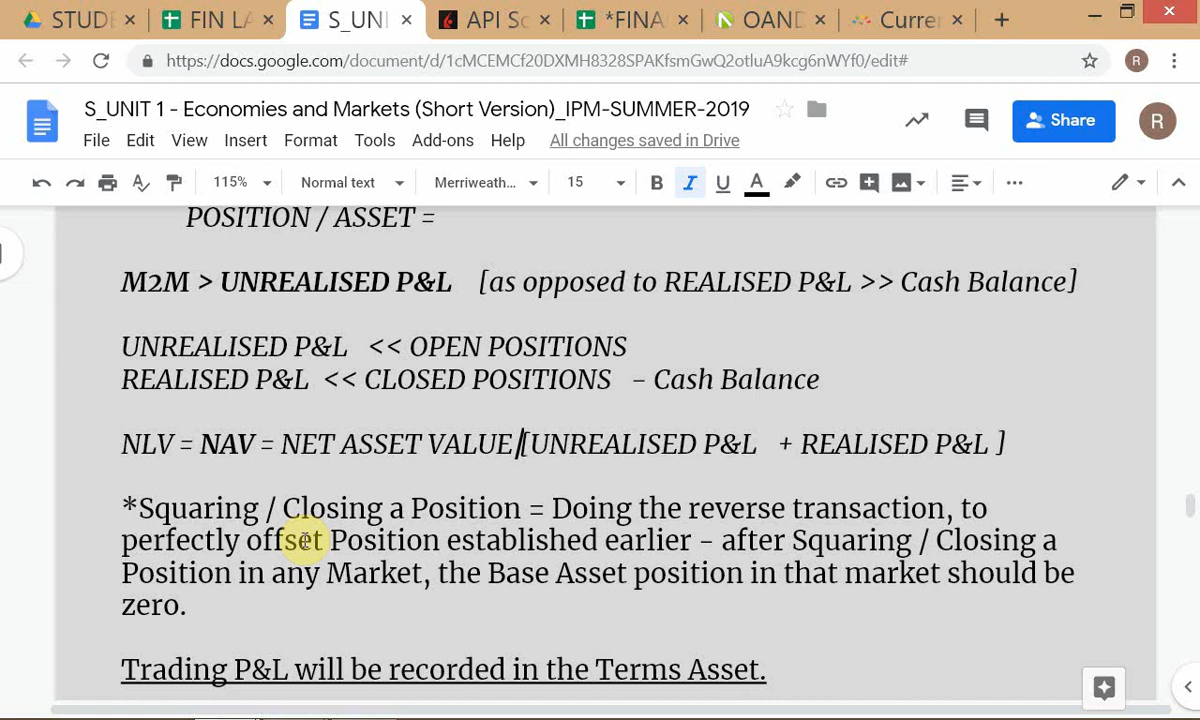 STUDE
FIN LA
S_UNI
API Sc
*FINA
OAND
Curre
https://docs.google.com/document/d/1cMCEMCf20DXMH8328SPAKfsmGwQ2otluA9kcg6nWYf0/edit#
R
S_UNIT 1 - Economies and Markets (Short Version)_IPM-SUMMER-2019
File Edit View Insert Format Tools Add-ons Help All changes saved in Drive
Share
R
115% Normal text Merriweath... 15 B I U A
POSITION / ASSET =
M2M > UNREALISED P&L [as opposed to REALISED P&L >> Cash Balance]
UNREALISED P&L << OPEN POSITIONS
REALISED P&L << CLOSED POSITIONS – Cash Balance
NLV = NAV = NET ASSET VALUE [UNREALISED P&L + REALISED P&L ]
*Squaring / Closing a Position = Doing the reverse transaction, to
perfectly offset Position established earlier – after Squaring / Closing a
Position in any Market, the Base Asset position in that market should be
zero.
Trading P&L will be recorded in the Terms Asset.